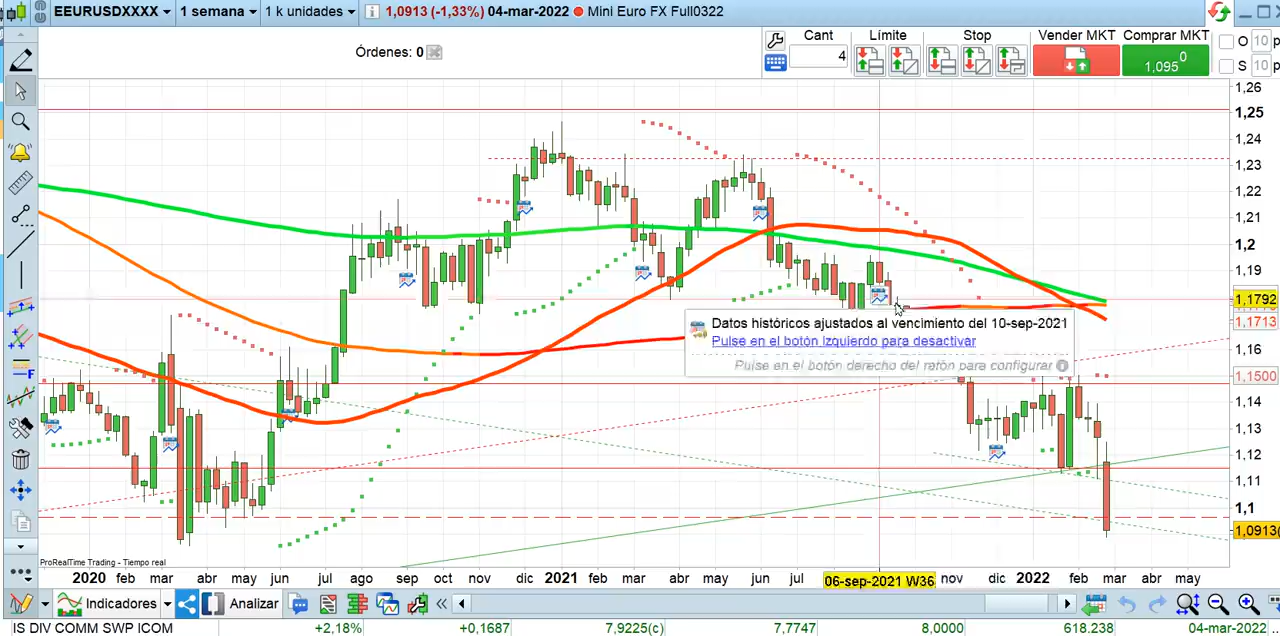 EEURUSDXXXX 1 semana 1 k unidades 1,0913 (-1,33%) 04-mar-2022 Mini Euro FX Full0322
Órdenes: 0
Cant Límite Stop Vender MKT Comprar MKT
4
1,095⁰
O 10 p
S 10 p
1,26
1,25
1,24
1,23
1,22
1,21
1,2
1,19
1,1792
1,1713
1,16
1,1500
1,14
1,13
1,12
1,11
1,1
1,0913(
Datos históricos ajustados al vencimiento del 10-sep-2021
Pulse en el botón izquierdo para desactivar
Pulse en el botón derecho del ratón para configurar
ProRealTime Trading - Tiempo real
2020 feb mar abr may jun jul ago sep oct nov 2021 feb mar abr may jun jul 06-sep-2021 W36 nov dic 2022 feb mar abr may
Indicadores Analizar
IS DIV COMM SWP ICOM +2,18% +0,1687 7,9225(c) 7,7747 8,0000 618.238 04-mar-2022